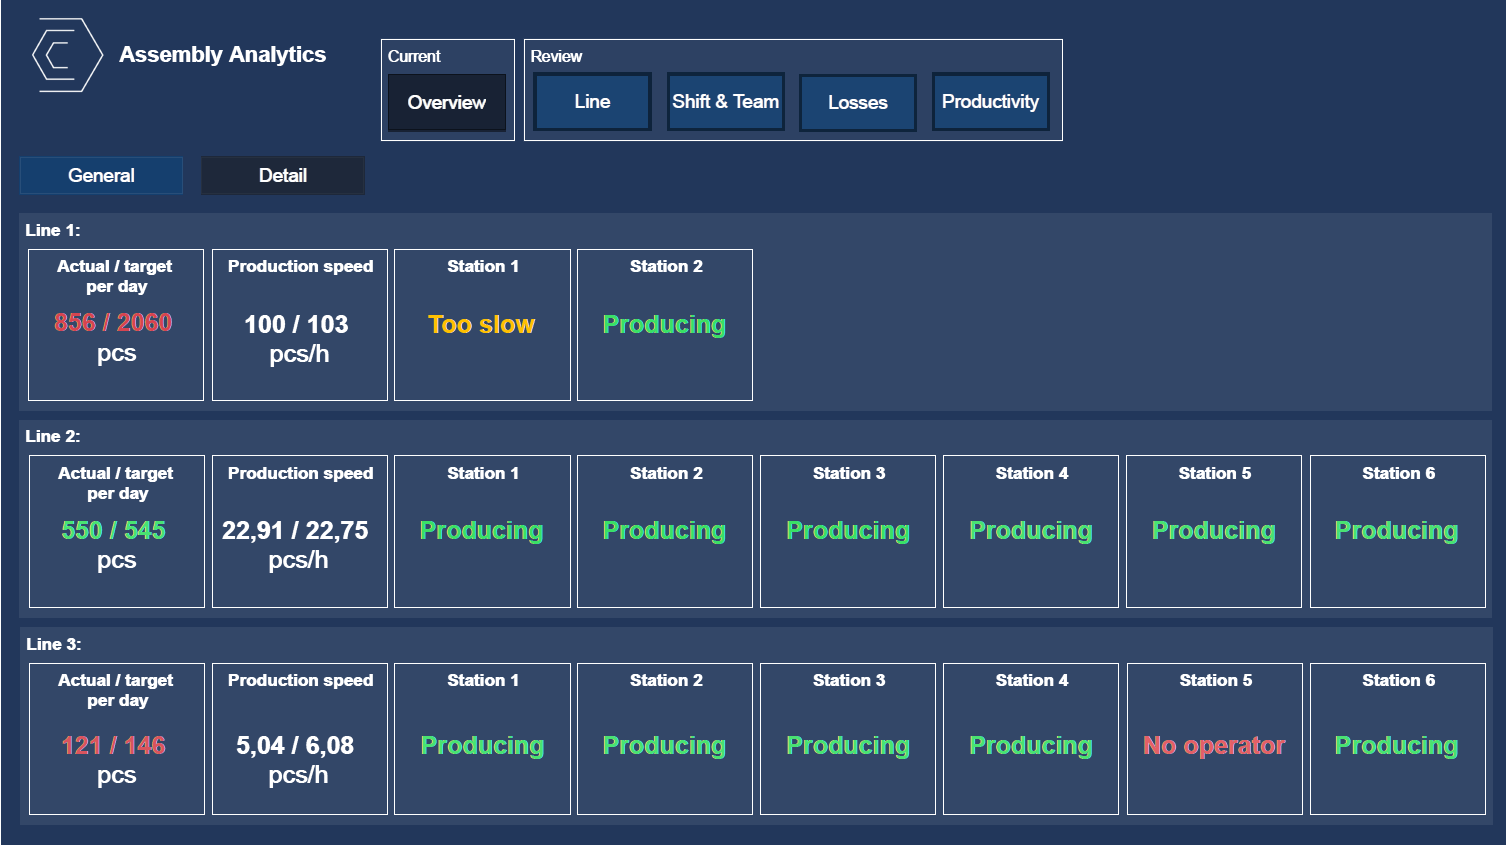 Assembly Analytics
Current
Review
Overview
Line
Shift & Team
Losses
Productivity
General
Detail
Line 1:
Actual / target
per day
856 / 2060
pcs
Production speed
100 / 103
pcs/h
Station 1
Too slow
Station 2
Producing
Line 2:
Actual / target
per day
550 / 545
pcs
Production speed
22,91 / 22,75
pcs/h
Station 1
Producing
Station 2
Producing
Station 3
Producing
Station 4
Producing
Station 5
Producing
Station 6
Producing
Line 3:
Actual / target
per day
121 / 146
pcs
Production speed
5,04 / 6,08
pcs/h
Station 1
Producing
Station 2
Producing
Station 3
Producing
Station 4
Producing
Station 5
No operator
Station 6
Producing